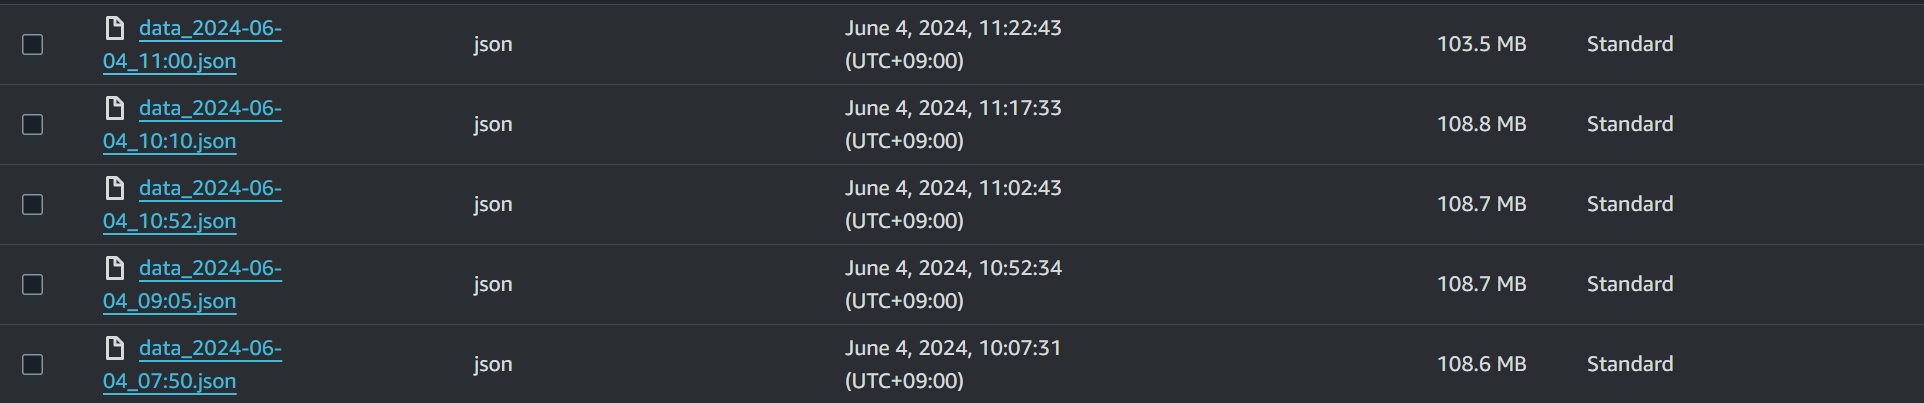 data_2024-06-
04_11:00.json
json
June 4, 2024, 11:22:43
(UTC+09:00)
103.5 MB
Standard
data_2024-06-
04_10:10.json
json
June 4, 2024, 11:17:33
(UTC+09:00)
108.8 MB
Standard
data_2024-06-
04_10:52.json
json
June 4, 2024, 11:02:43
(UTC+09:00)
108.7 MB
Standard
data_2024-06-
04_09:05.json
json
June 4, 2024, 10:52:34
(UTC+09:00)
108.7 MB
Standard
data_2024-06-
04_07:50.json
json
June 4, 2024, 10:07:31
(UTC+09:00)
108.6 MB
Standard